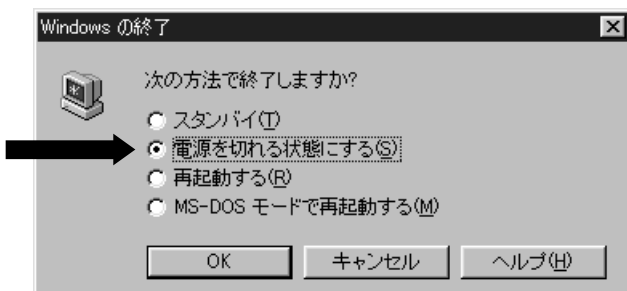 Windows の終了
次の方法で終了しますか?
スタンバイ(T)
電源を切れる状態にする(S)
再起動する(R)
MS-DOS モードで再起動する(M)
OK キャンセル ヘルプ(H)